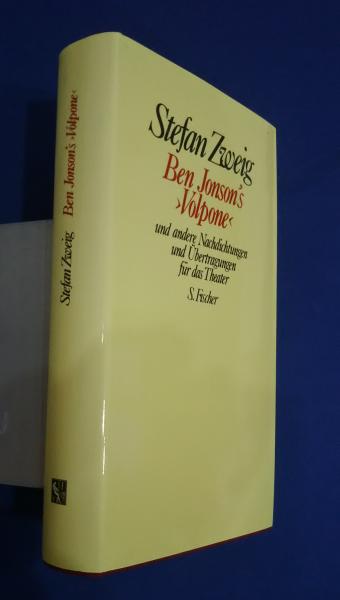 Stefan Zweig Ben Jonson's ›Volpone‹
Stefan Zweig
Ben Jonson's
›Volpone‹
und andere Nachdichtungen
und Übertragungen
für das Theater
S. Fischer